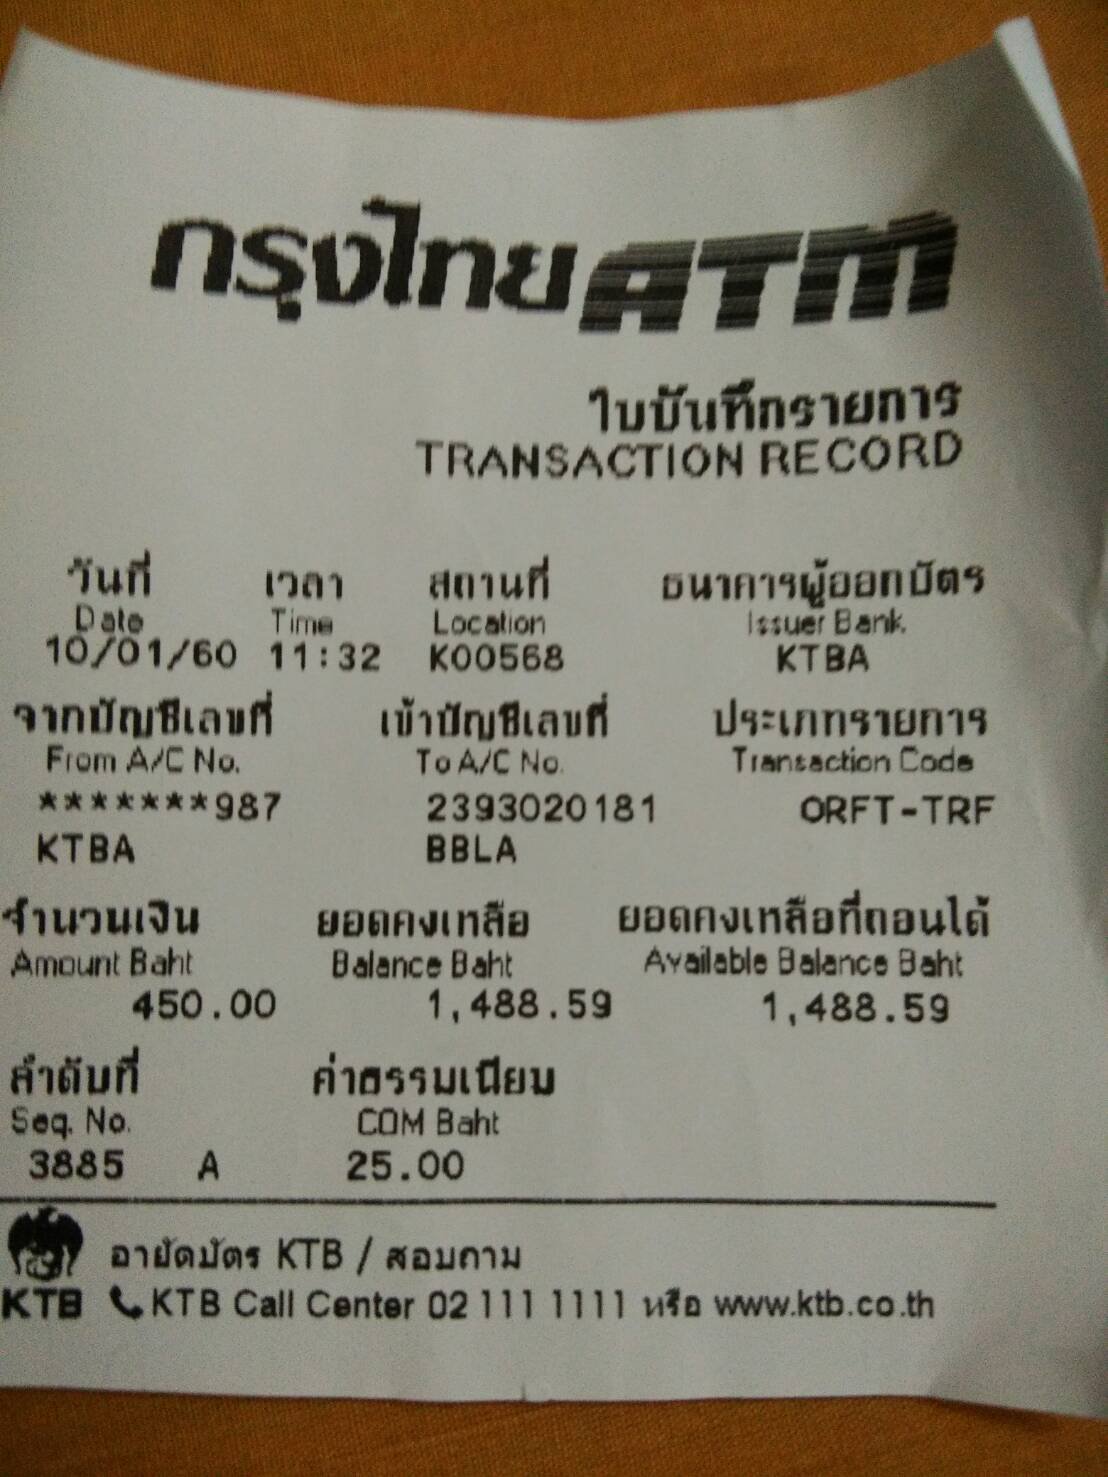 กรุงไทย ATM
ใบบันทึกรายการ
TRANSACTION RECORD
วันที่ เวลา สถานที่ ธนาคารผู้ออกบัตร
Date Time Location Issuer Bank.
10/01/60 11:32 K00568 KTBA
จากบัญชีเลขที่ เข้าบัญชีเลขที่ ประเภทรายการ
From A/C No. To A/C No. Transaction Code
*******987 2393020181 ORFT-TRF
KTBA BBLA
จำนวนเงิน ยอดคงเหลือ ยอดคงเหลือที่ถอนได้
Amount Baht Balance Baht Available Balance Baht
450.00 1,488.59 1,488.59
ลำดับที่ ค่าธรรมเนียม
Seq. No. COM Baht
3885 A 25.00
อายัดบัตร KTB / สอบถาม
KTB KTB Call Center 02 111 1111 หรือ www.ktb.co.th